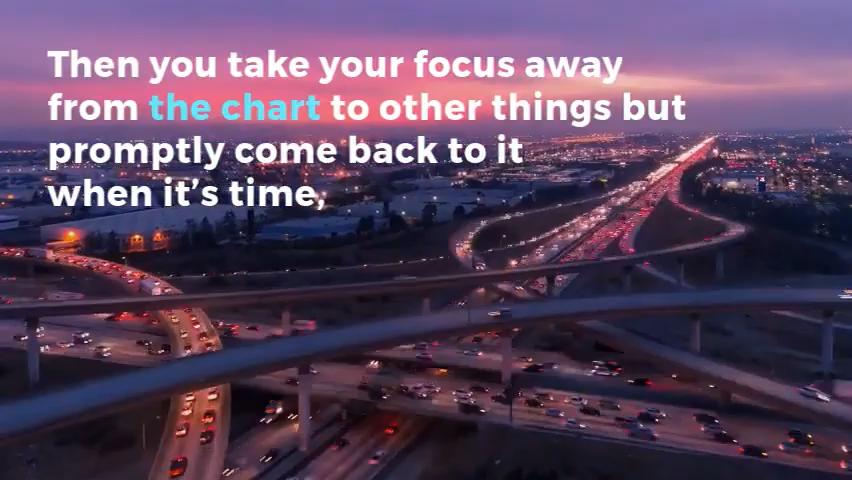 Then you take your focus away
from the chart to other things but
promptly come back to it
when it's time,